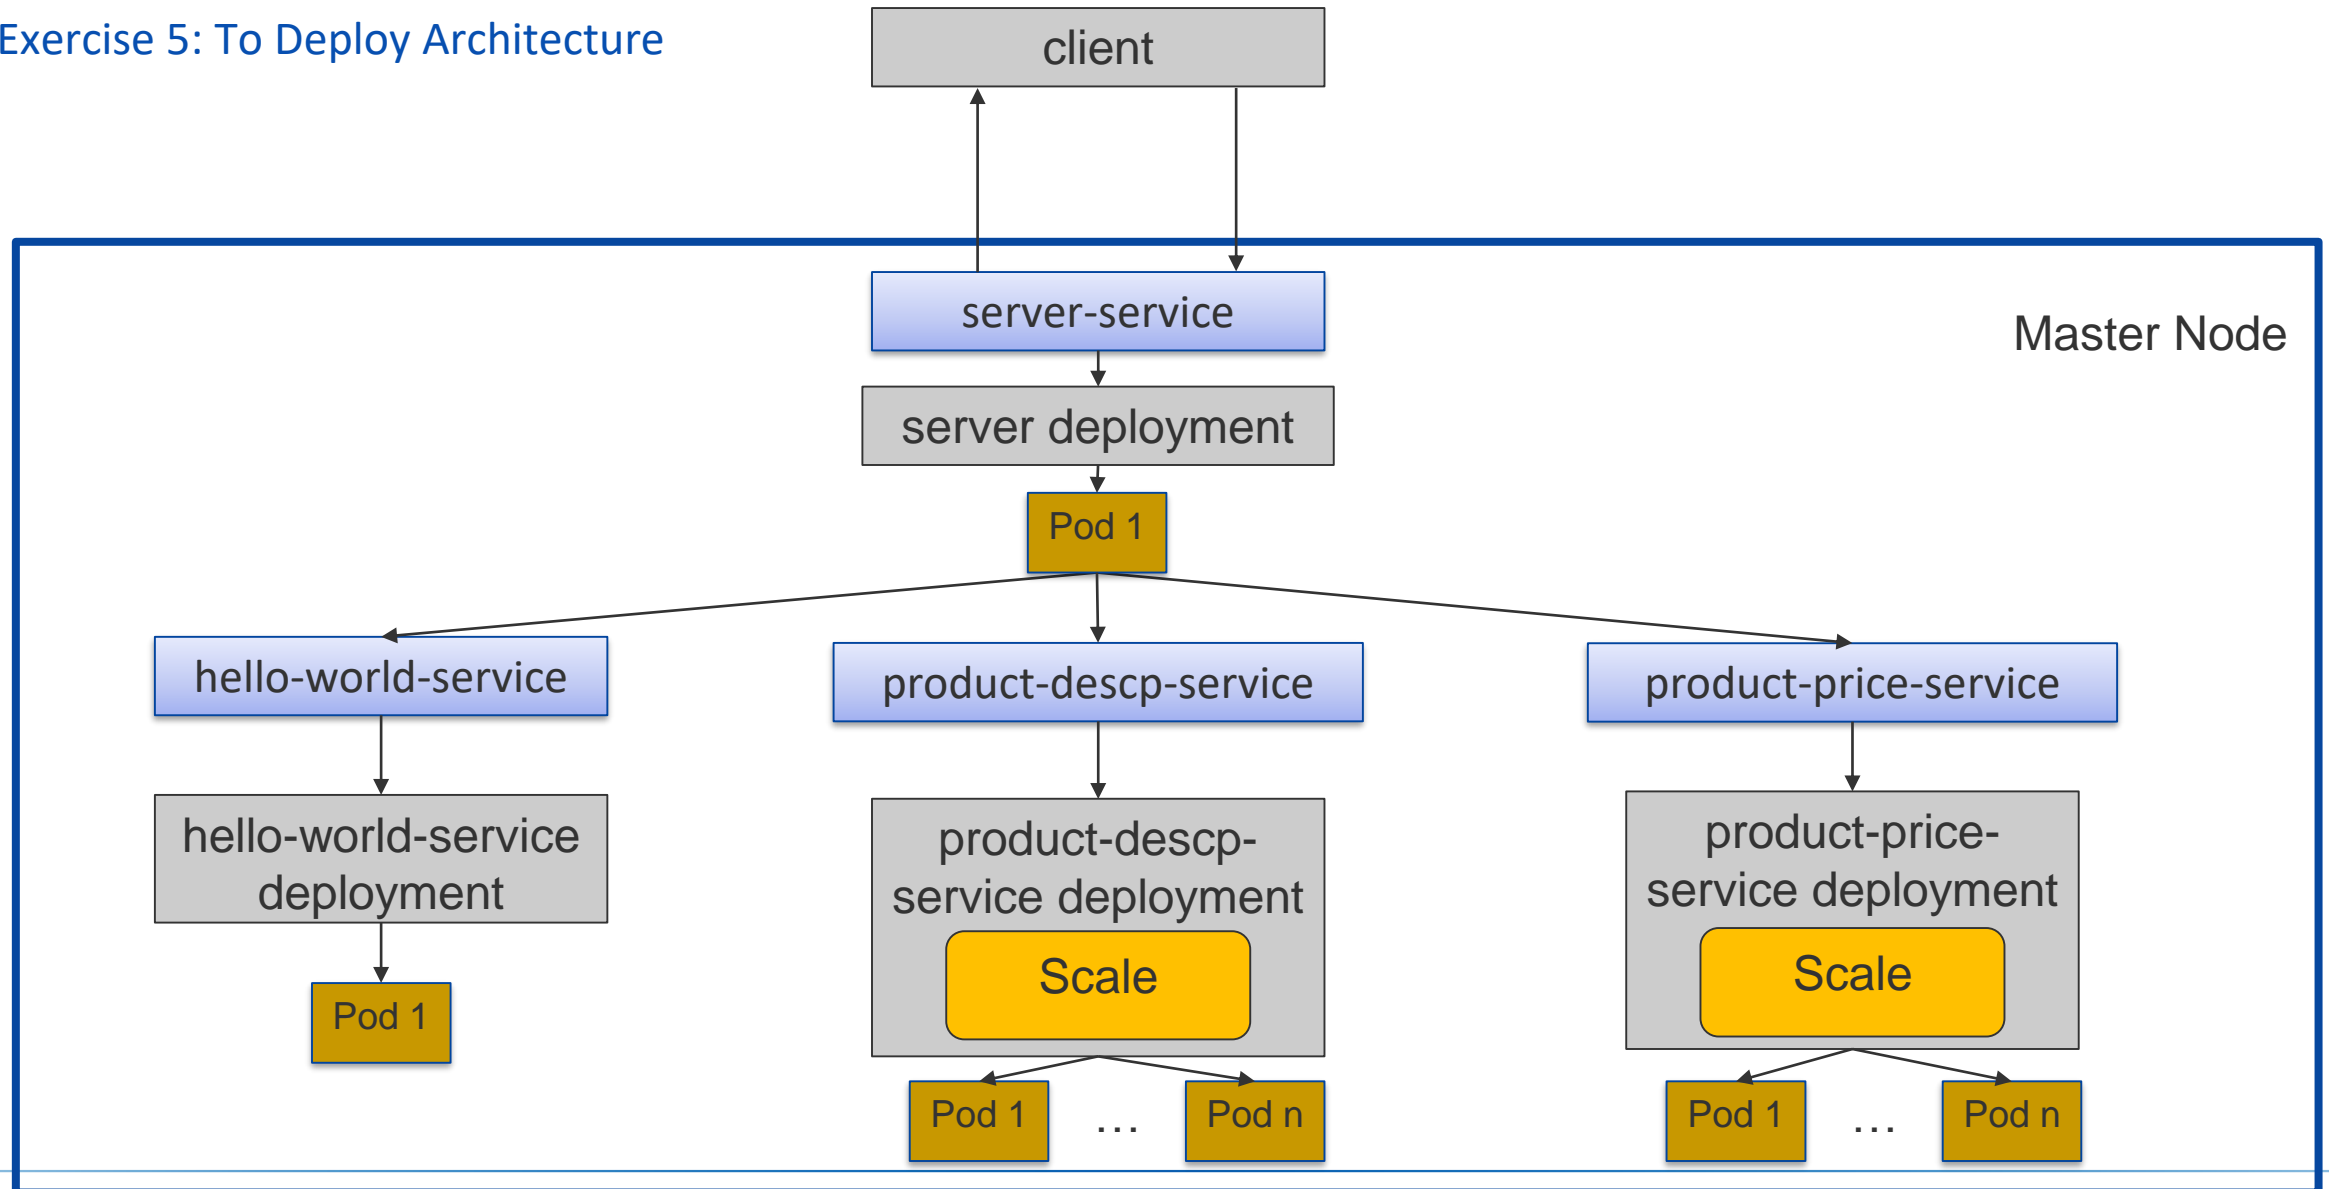 Exercise 5: To Deploy Architecture
client
server-service
Master Node
server deployment
Pod 1
hello-world-service
product-descp-service
product-price-service
hello-world-service
deployment
product-descp-
service deployment
Scale
product-price-
service deployment
Scale
Pod 1
Pod 1
...
Pod n
Pod 1
...
Pod n